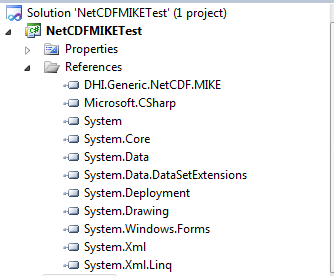 Solution 'NetCDFMIKETest' (1 project)
NetCDFMIKETest
Properties
References
DHI.Generic.NetCDF.MIKE
Microsoft.CSharp
System
System.Core
System.Data
System.Data.DataSetExtensions
System.Deployment
System.Drawing
System.Windows.Forms
System.Xml
System.Xml.Linq